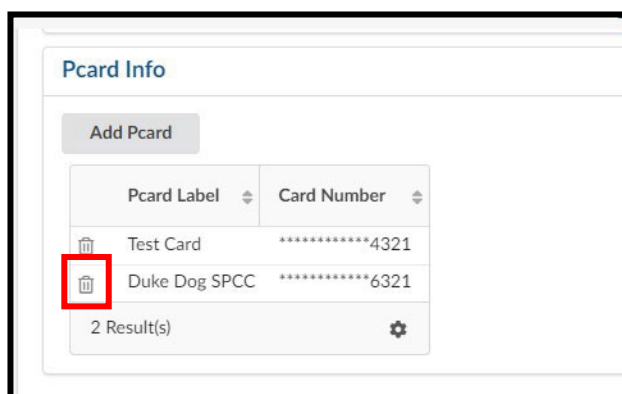 Pcard Info
Add Pcard
Pcard Label Card Number
Test Card ************4321
Duke Dog SPCC ************6321
2 Result(s)